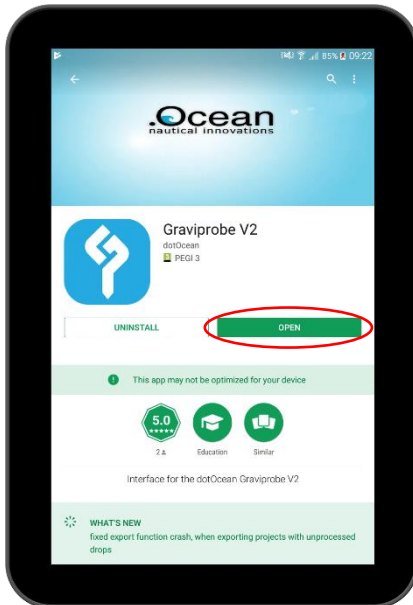 85% 09:22
.Ocean
nautical innovations
Graviprobe V2
dotOcean
PEGI 3
UNINSTALL
OPEN
This app may not be optimized for your device
5.0
2
Education
Similar
Interface for the dotOcean Graviprobe V2
WHAT'S NEW
fixed export function crash, when exporting projects with unprocessed
drops